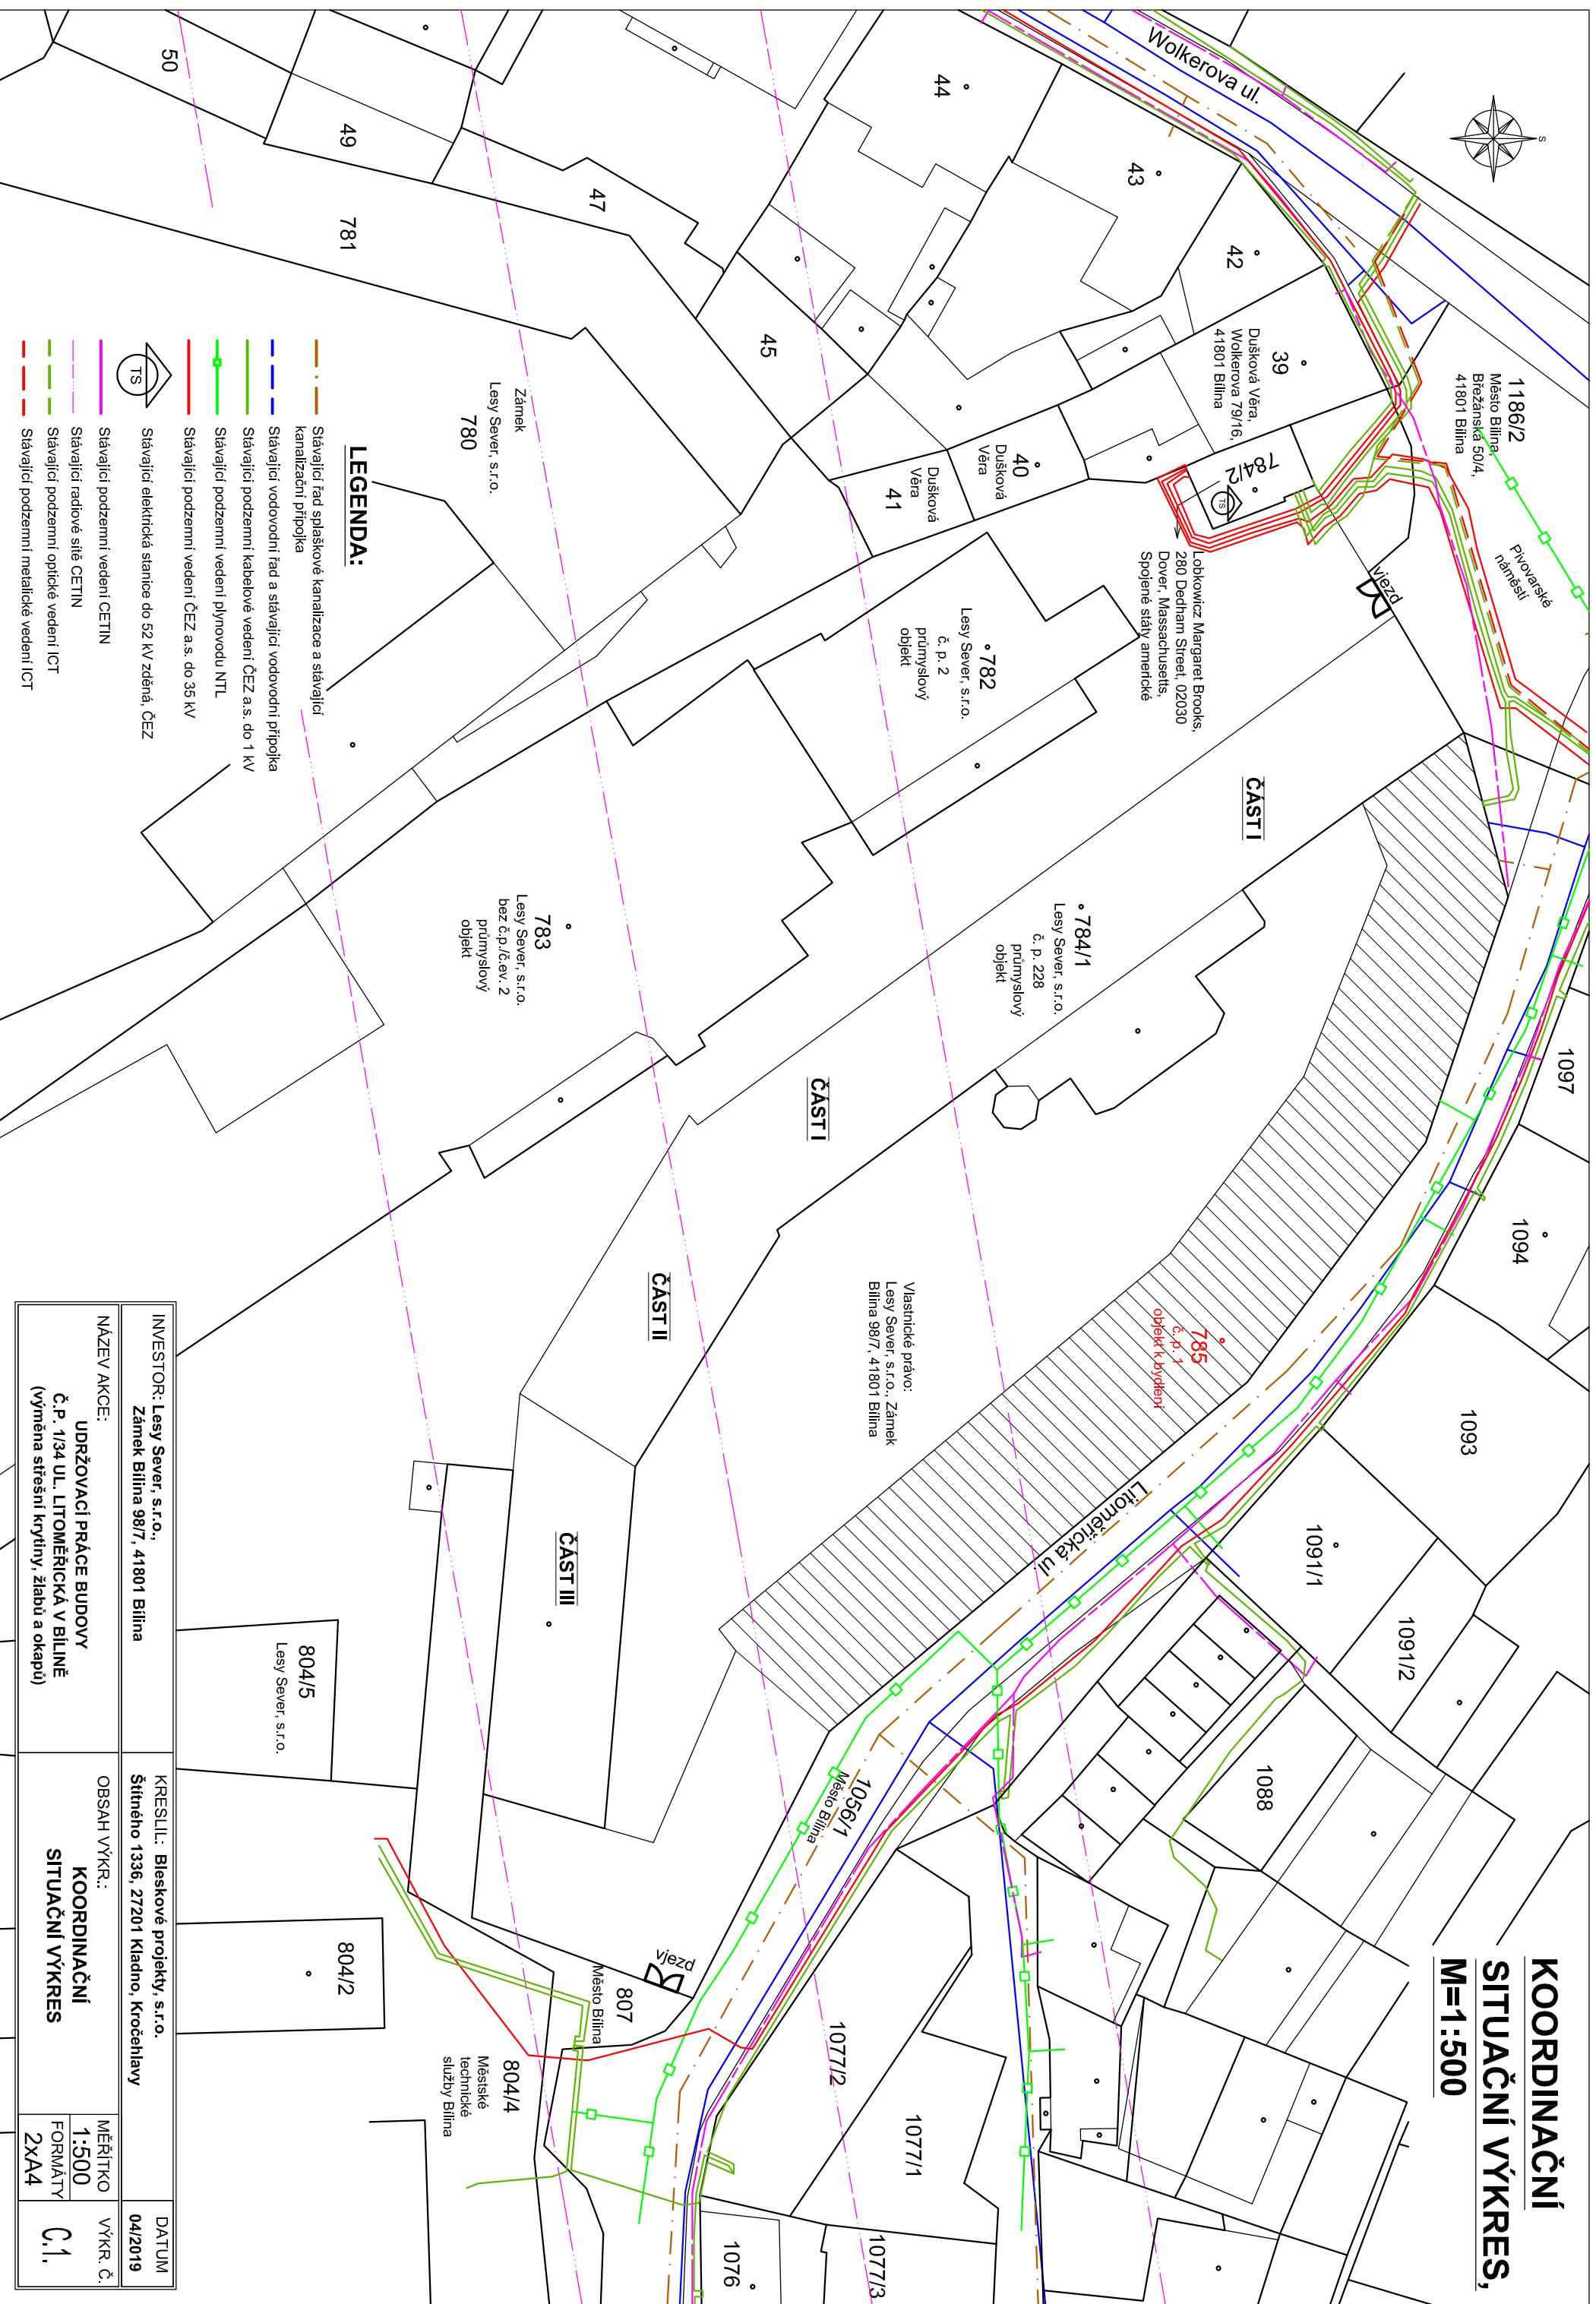 KOORDINAČNÍ
SITUAČNÍ VÝKRES,
M=1:500
S
Wolkerova ul.
1186/2
Město Bílina,
Břežánská 50/4,
41801 Bílina
Pivovarské
náměstí
vjezd
44
43
42
39
Dušková Věra,
Wolkerova 79/16,
41801 Bílina
784/2
TS
Lobkowicz Margaret Brooks,
280 Dedham Street, 02030
Dover, Massachusetts,
Spojené státy americké
40
Dušková
Věra
Dušková
Věra
41
45
47
49
50
781
Zámek
Lesy Sever, s.r.o.
780
782
Lesy Sever, s.r.o.
č. p. 2
průmyslový
objekt
ČÁST I
784/1
Lesy Sever, s.r.o.
č. p. 228
průmyslový
objekt
783
Lesy Sever, s.r.o.
bez č.p./č.ev. 2
průmyslový
objekt
ČÁST I
ČÁST II
ČÁST III
Vlastnické právo:
Lesy Sever, s.r.o., Zámek
Bílina 98/7, 41801 Bílina
785
č. p. 1
objekt k bydlení
Litoměřická ul.
1097
1094
1093
1091/1
1091/2
1088
1056/1
Město Bílina
vjezd
807
Město Bílina
804/5
Lesy Sever, s.r.o.
804/2
804/4
Městské
technické
služby Bílina
1077/2
1077/1
1077/3
1076
LEGENDA:
Stávající řad splaškové kanalizace a stávající
kanalizační přípojka
Stávající vodovodní řad a stávající vodovodní přípojka
Stávající podzemní kabelové vedení ČEZ a.s. do 1 kV
Stávající podzemní vedení plynovodu NTL
Stávající podzemní vedení ČEZ a.s. do 35 kV
TS
Stávající elektrická stanice do 52 kV zděná, ČEZ
Stávající podzemní vedení CETIN
Stávající radiové sítě CETIN
Stávající podzemní optické vedení ICT
Stávající podzemní metalické vedení ICT
INVESTOR: Lesy Sever, s.r.o.,
Zámek Bílina 98/7, 41801 Bílina
KRESLIL: Bleskové projekty, s.r.o.
Šítného 1336, 27201 Kladno, Kročehlavy
DATUM
04/2019
NÁZEV AKCE:
UDRŽOVACÍ PRÁCE BUDOVY
Č.P. 1/34 UL. LITOMĚŘICKÁ V BÍLINĚ
(výměna střešní krytiny, žlabů a okapů)
OBSAH VÝKR.:
KOORDINAČNÍ
SITUAČNÍ VÝKRES
MĚŘÍTKO
1:500
FORMÁTY
2xA4
VÝKR. Č.
C.1.